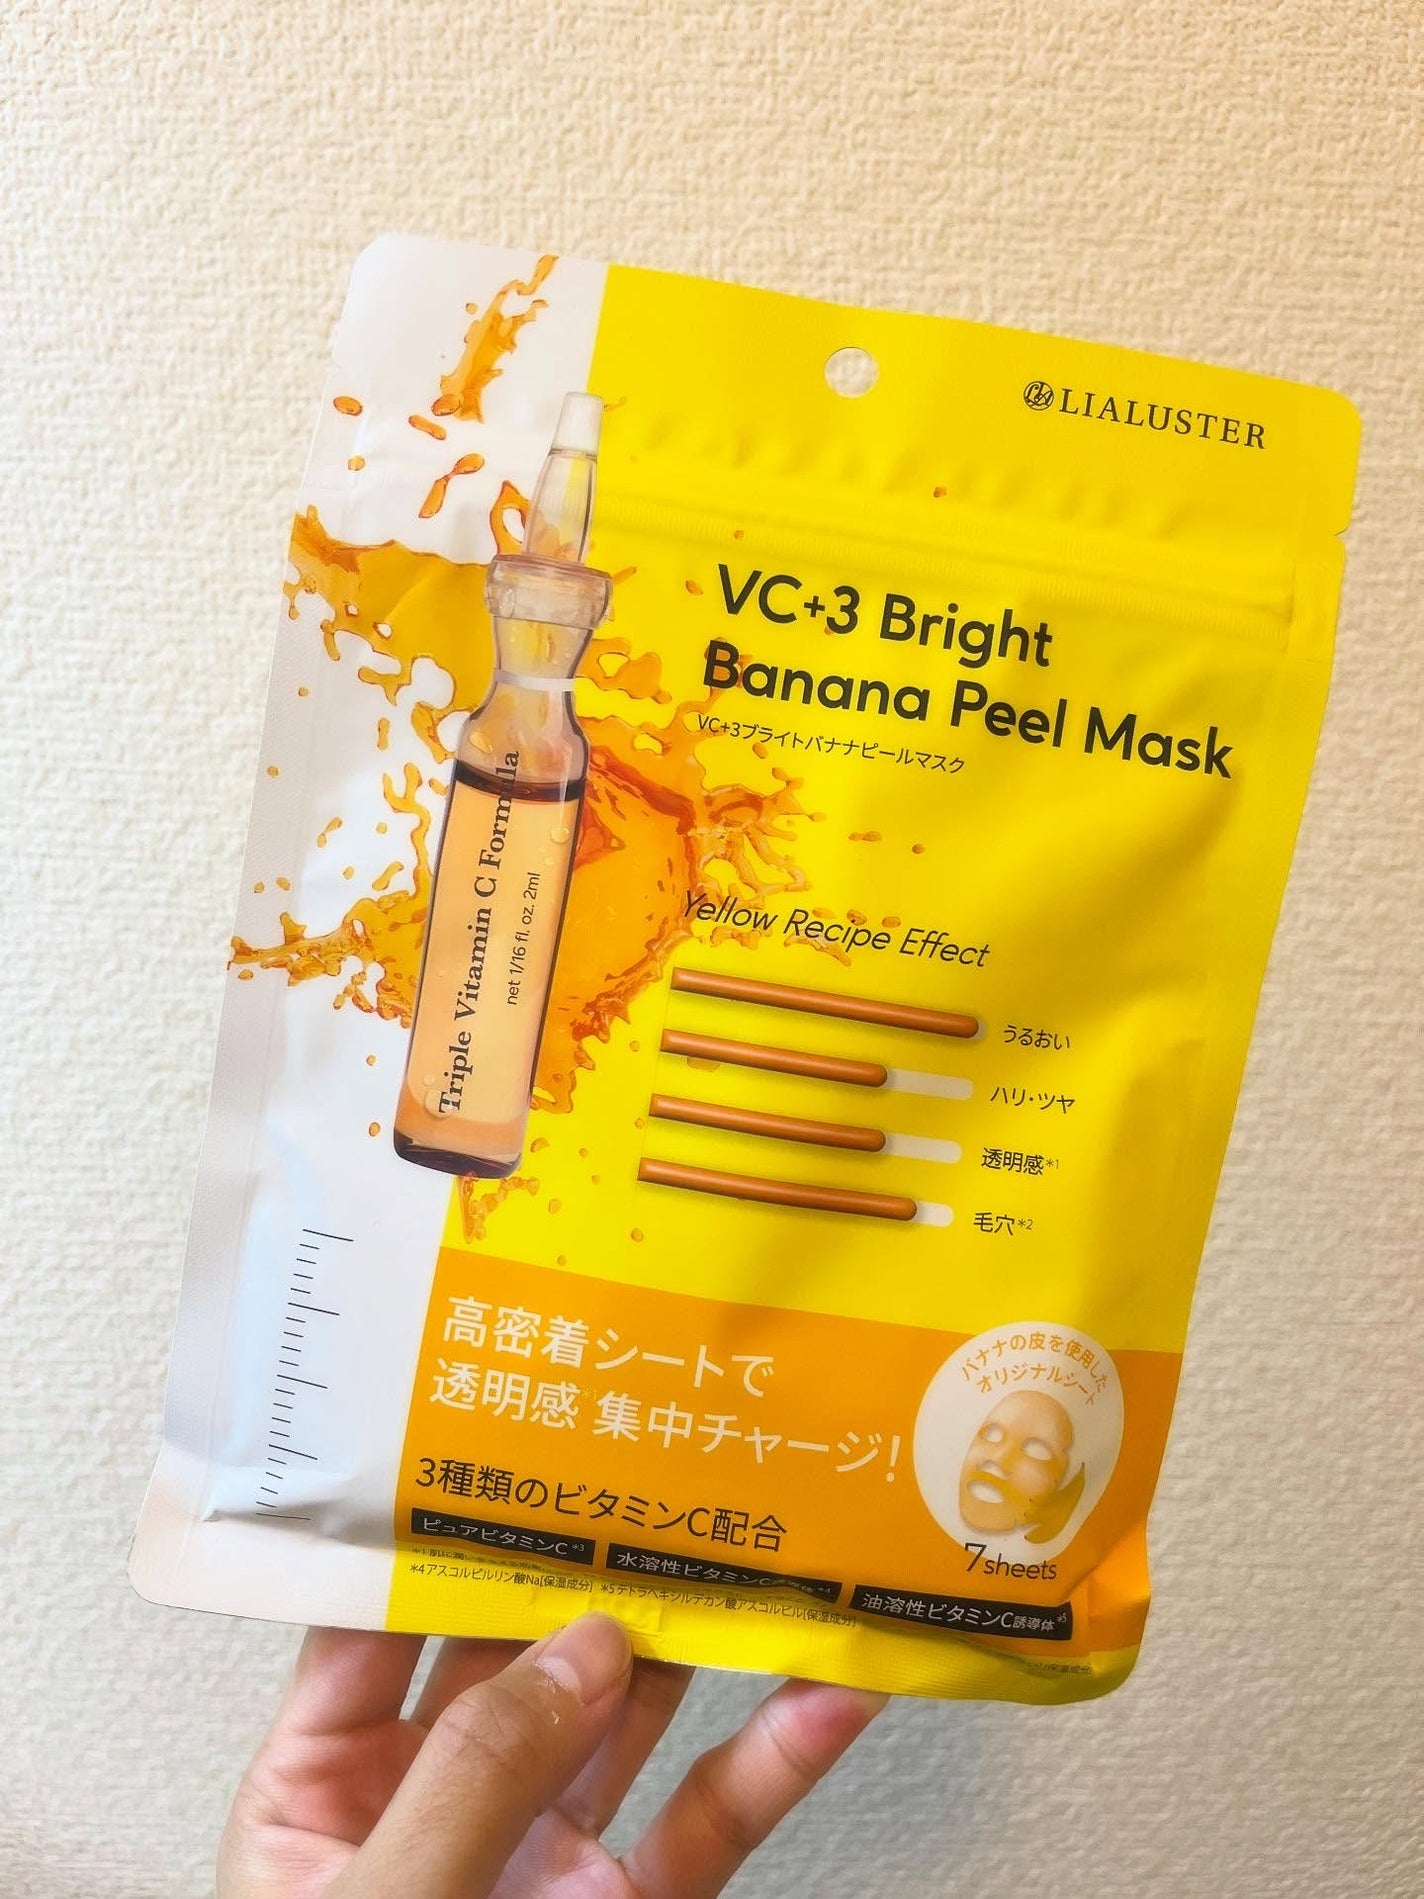 LIALUSTER
VC+3 Bright
Banana Peel Mask
VC+3ブライトバナナピールマスク
Triple Vitamin C Formula
net 1/16 fl. oz. 2ml
Yellow Recipe Effect
うるおい
ハリ・ツヤ
透明感*1
毛穴*2
高密着シートで
透明感*1集中チャージ!
バナナの皮を使用した
オリジナルシート
7sheets
3種類のビタミンC配合
ピュアビタミンC*3
水溶性ビタミンC誘導体*4
油溶性ビタミンC誘導体*5
*4 アスコルビルリン酸Na[保湿成分] *5 テトラヘキシルデカン酸アスコルビル[保湿成分]